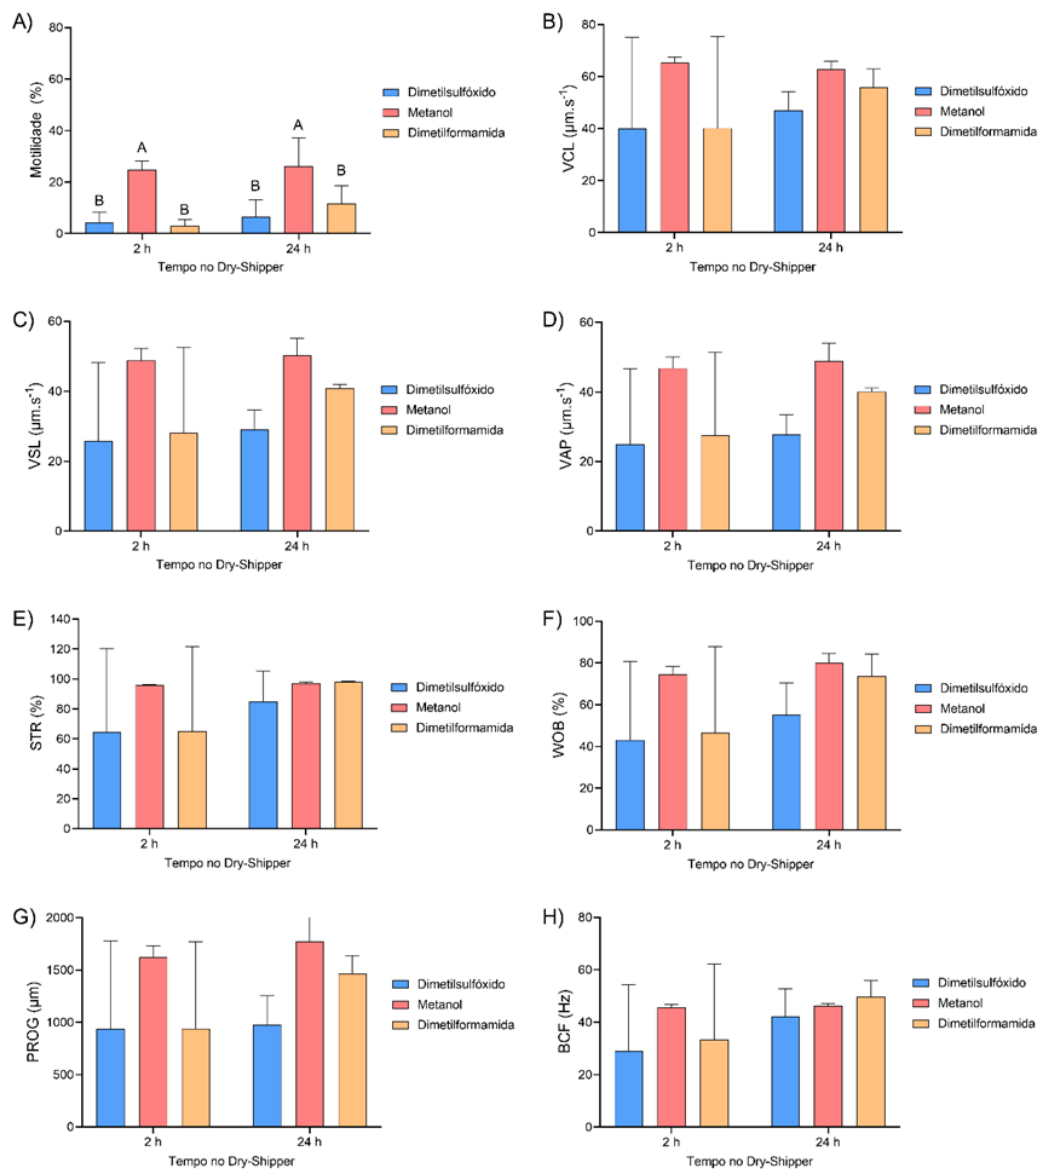 A)
Motilidade (%)
80
60
40
20
0
B
A
B
B
A
B
2 h
24 h
Tempo no Dry-Shipper
Dimetilsulfóxido
Metanol
Dimetilformamida
B)
VCL (µm.s-1)
80
60
40
20
0
2 h
24 h
Tempo no Dry-Shipper
Dimetilsulfóxido
Metanol
Dimetilformamida
C)
VSL (µm.s-1)
60
40
20
0
2 h
24 h
Tempo no Dry-Shipper
Dimetilsulfóxido
Metanol
Dimetilformamida
D)
VAP (µm.s-1)
60
40
20
0
2 h
24 h
Tempo no Dry-Shipper
Dimetilsulfóxido
Metanol
Dimetilformamida
E)
STR (%)
140
120
100
80
60
40
20
0
2 h
24 h
Tempo no Dry-Shipper
Dimetilsulfóxido
Metanol
Dimetilformamida
F)
WOB (%)
100
80
60
40
20
0
2 h
24 h
Tempo no Dry-Shipper
Dimetilsulfóxido
Metanol
Dimetilformamida
G)
PROG (µm)
2000
1500
1000
500
0
2 h
24 h
Tempo no Dry-Shipper
Dimetilsulfóxido
Metanol
Dimetilformamida
H)
BCF (Hz)
80
60
40
20
0
2 h
24 h
Tempo no Dry-Shipper
Dimetilsulfóxido
Metanol
Dimetilformamida